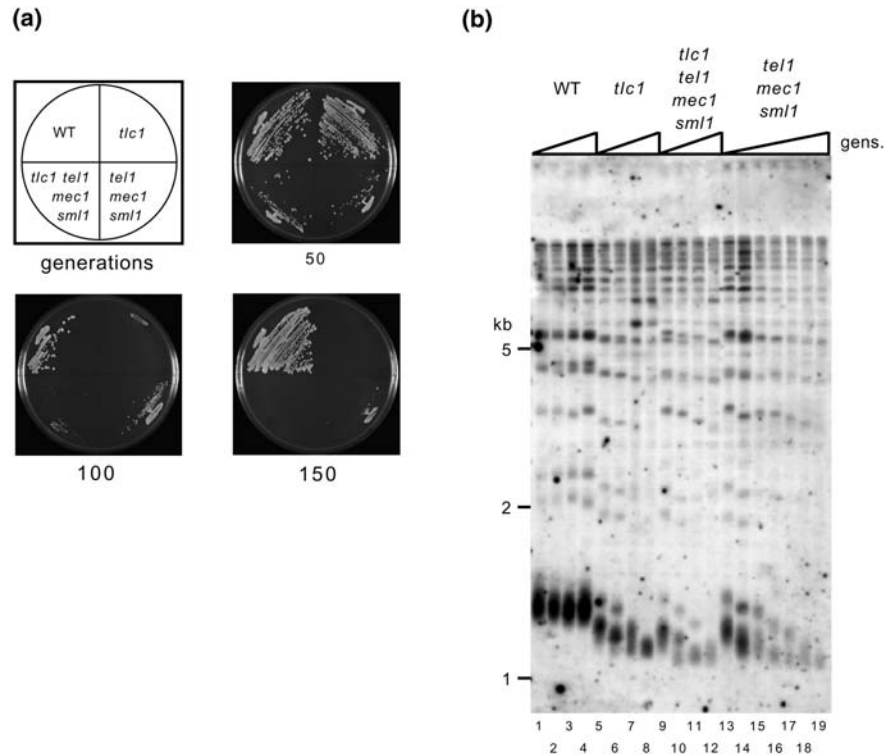 (a)
WT
tlc1
tlc1 tel1
mec1
sml1
tel1
mec1
sml1
generations
50
100
150
(b)
WT
tlc1
tlc1
tel1
mec1
sml1
tel1
mec1
sml1
gens.
kb
5
2
1
1 3 5 7 9 11 13 15 17 19
2 4 6 8 10 12 14 16 18